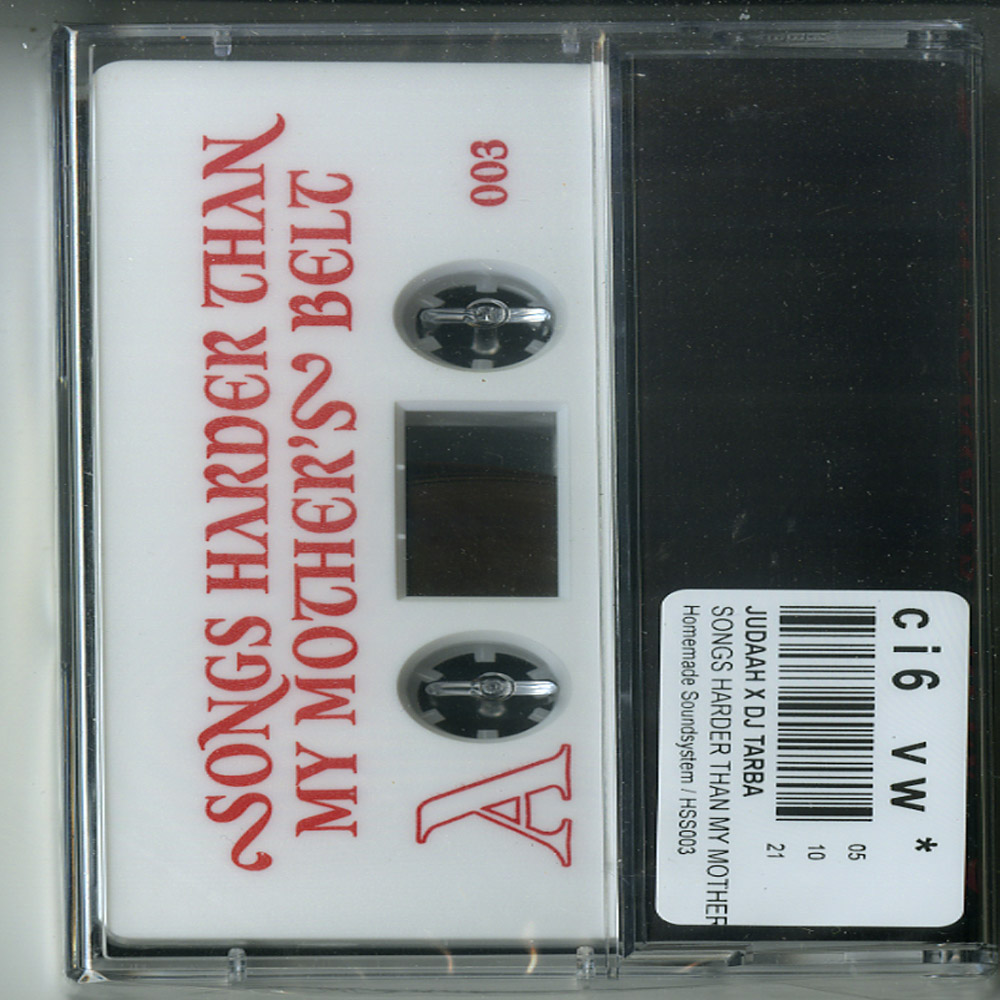 SONGS HARDER THAN
MY MOTHER'S BELT
003
A
ci6 vw *
05
10
21
JUDAAH X DJ TARBA
SONGS HARDER THAN MY MOTHER
Homemade Soundsystem / HSS003